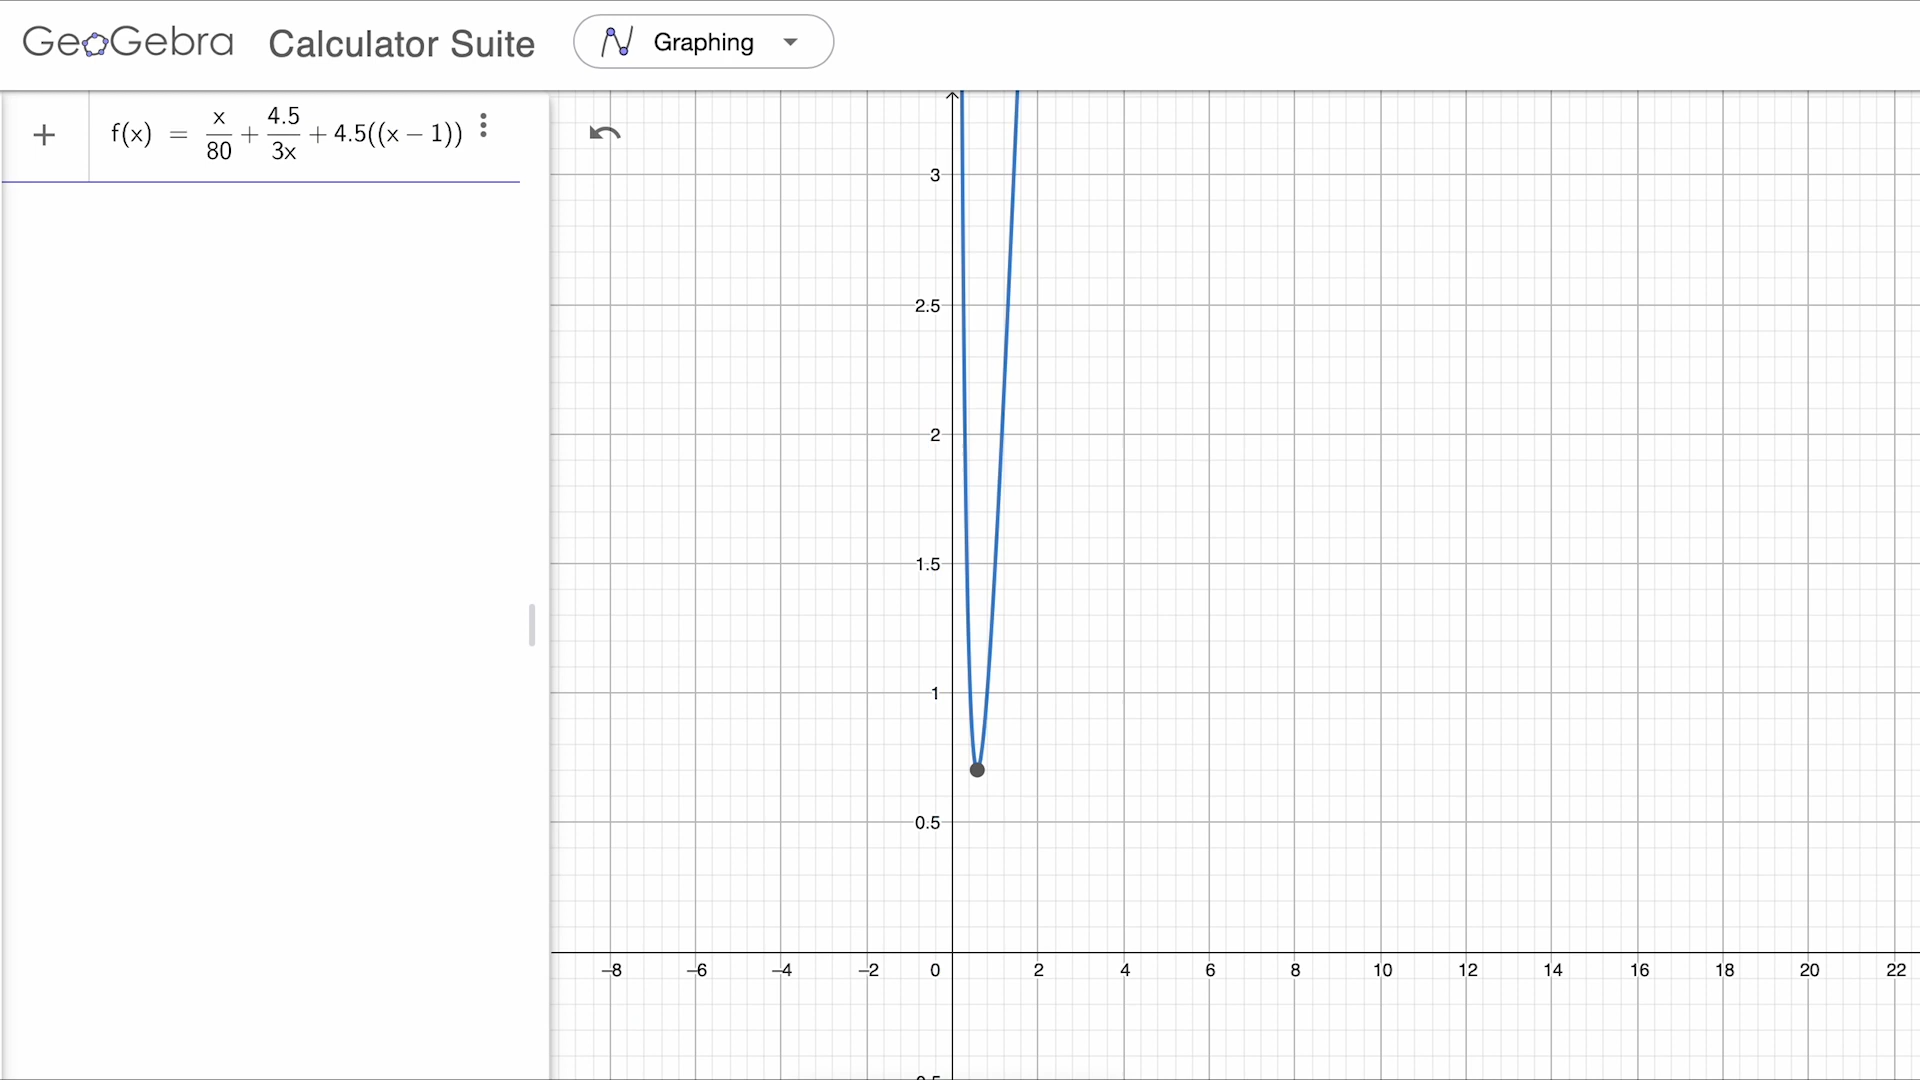 GeoGebra Calculator Suite Graphing
f(x) = x/80 + 4.5/3x + 4.5((x − 1))
3
2.5
2
1.5
1
0.5
−8 −6 −4 −2 0 2 4 6 8 10 12 14 16 18 20 22